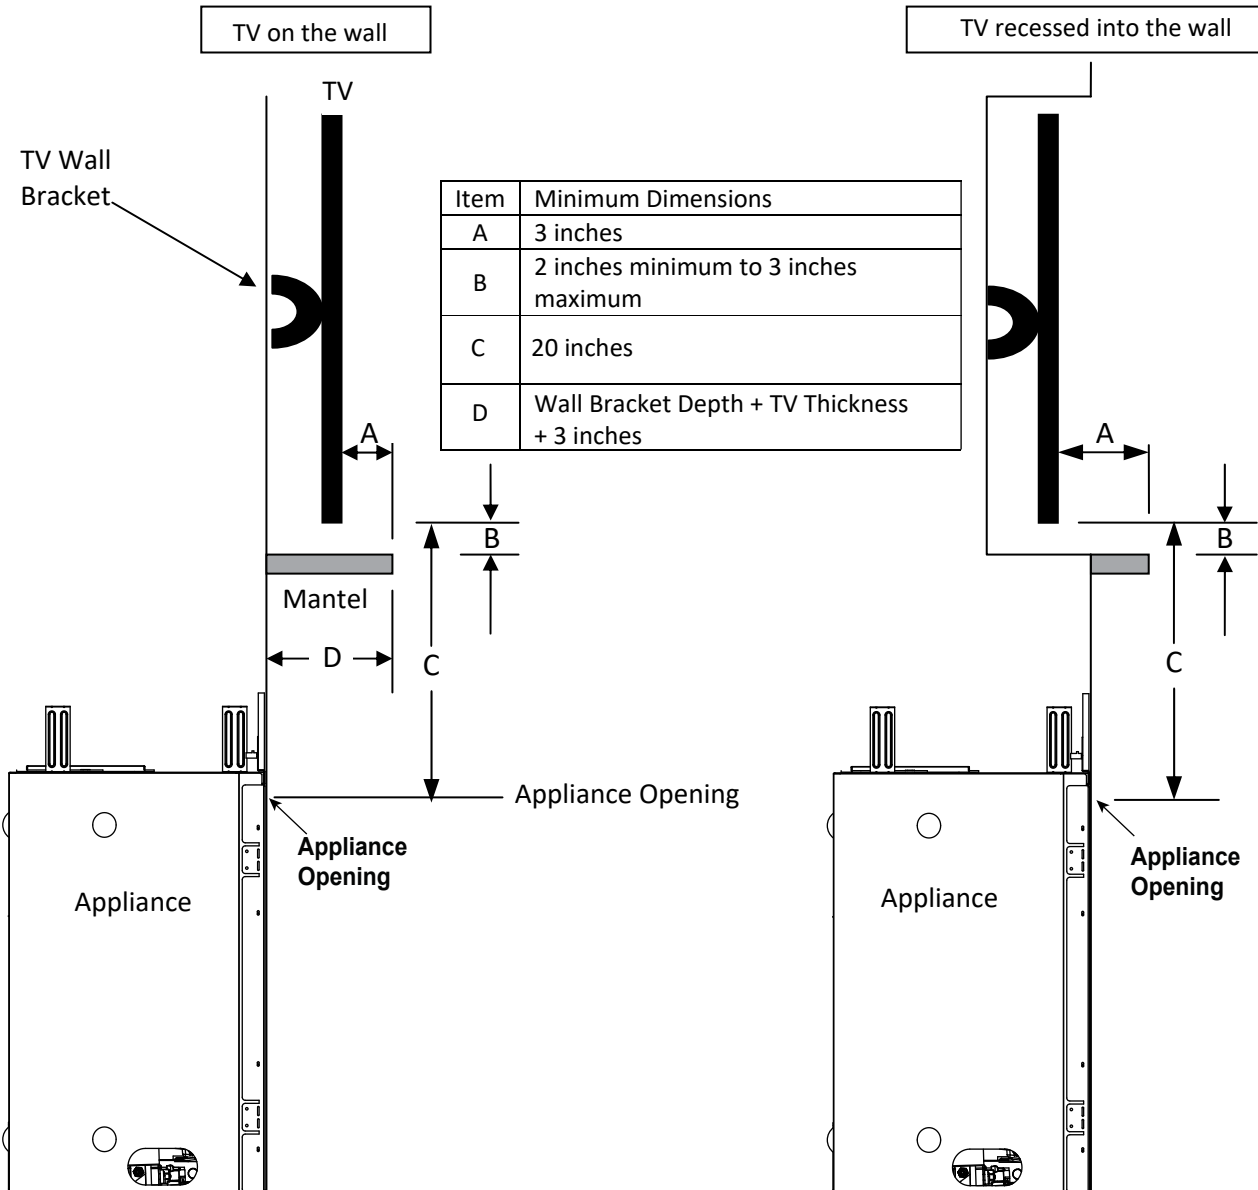 TV on the wall
TV recessed into the wall
TV
TV Wall
Bracket
Item Minimum Dimensions
A 3 inches
B 2 inches minimum to 3 inches
maximum
C 20 inches
D Wall Bracket Depth + TV Thickness
+ 3 inches
A
B
Mantel
D
C
Appliance Opening
Appliance
Opening
Appliance
A
B
C
Appliance
Opening
Appliance